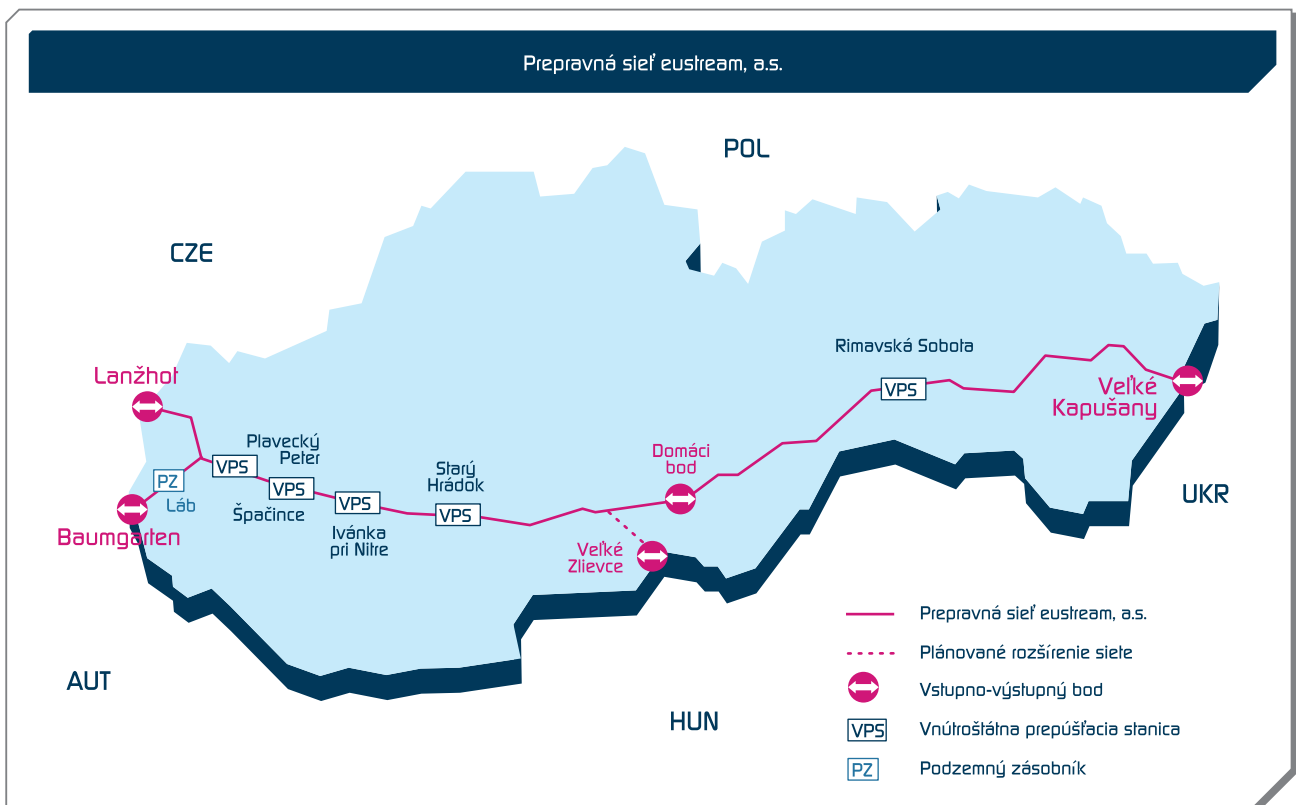 Prepravná sieť eustream, a.s.
POL
CZE
Rimavská Sobota
Lanžhot
Veľké
Kapušany
Plavecký
Peter
Domáci
bod
VPS
VPS
Starý
Hrádok
PZ
VPS
Láb
Špačince
VPS
VPS
UKR
Baumgarten
Ivánka
pri Nitre
Veľké
Zlievce
AUT
HUN
Prepravná sieť eustream, a.s.
Plánované rozšírenie siete
Vstupno-výstupný bod
VPS Vnútroštátna prepúšťacia stanica
PZ Podzemný zásobník